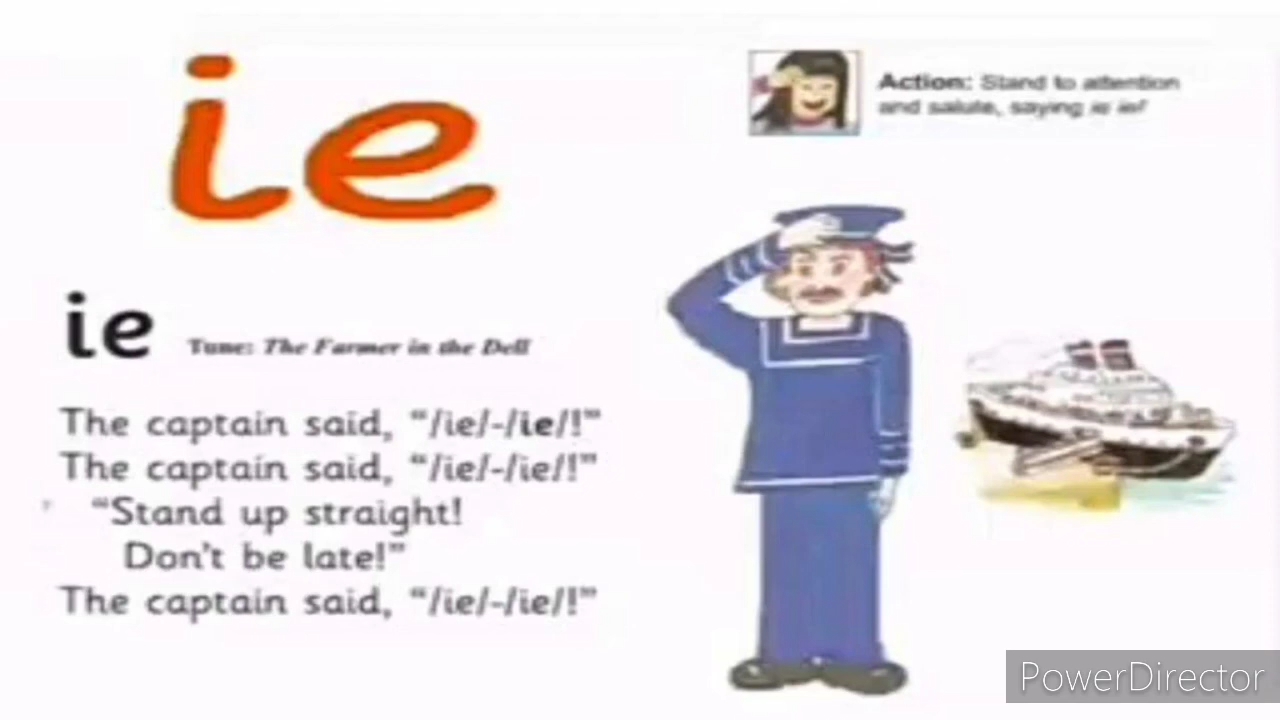 ie
Action: Stand to attention
and salute, saying ie ie!
ie Tune: The Farmer in the Dell
The captain said, “/ie/-/ie/!”
The captain said, “/ie/-/ie/!”
“Stand up straight!
Don't be late!”
The captain said, “/ie/-/ie/!”
PowerDirector